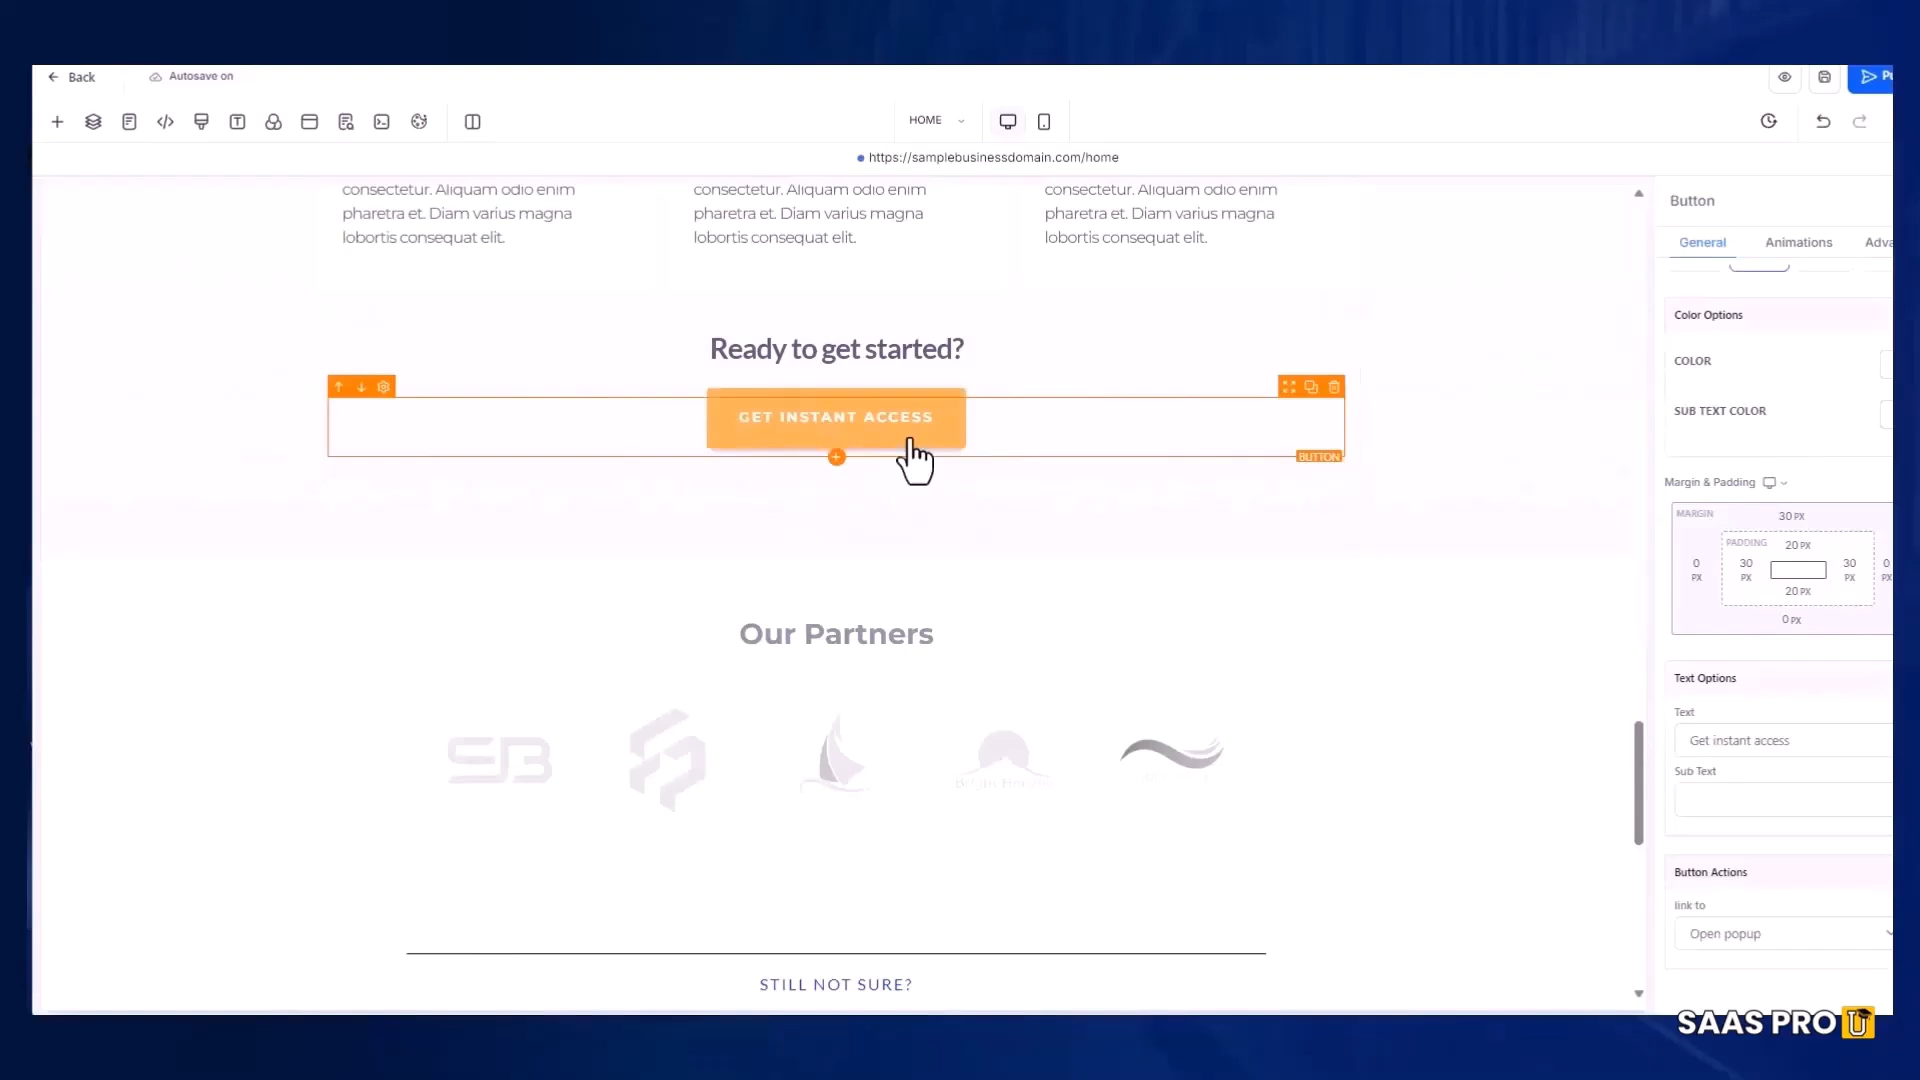 Back
Autosave on
Pu
HOME
https://samplebusinessdomain.com/home
consectetur. Aliquam odio enim
pharetra et. Diam varius magna
lobortis consequat elit.
consectetur. Aliquam odio enim
pharetra et. Diam varius magna
lobortis consequat elit.
consectetur. Aliquam odio enim
pharetra et. Diam varius magna
lobortis consequat elit.
Ready to get started?
GET INSTANT ACCESS
BUTTON
Our Partners
SB
STILL NOT SURE?
Button
General
Animations
Adva
Color Options
COLOR
SUB TEXT COLOR
Margin & Padding
MARGIN
30 PX
PADDING
20 PX
0 PX
30 PX
30 PX
0 PX
20 PX
0 PX
Text Options
Text
Get instant access
Sub Text
Button Actions
link to
Open popup
SAAS PRO U